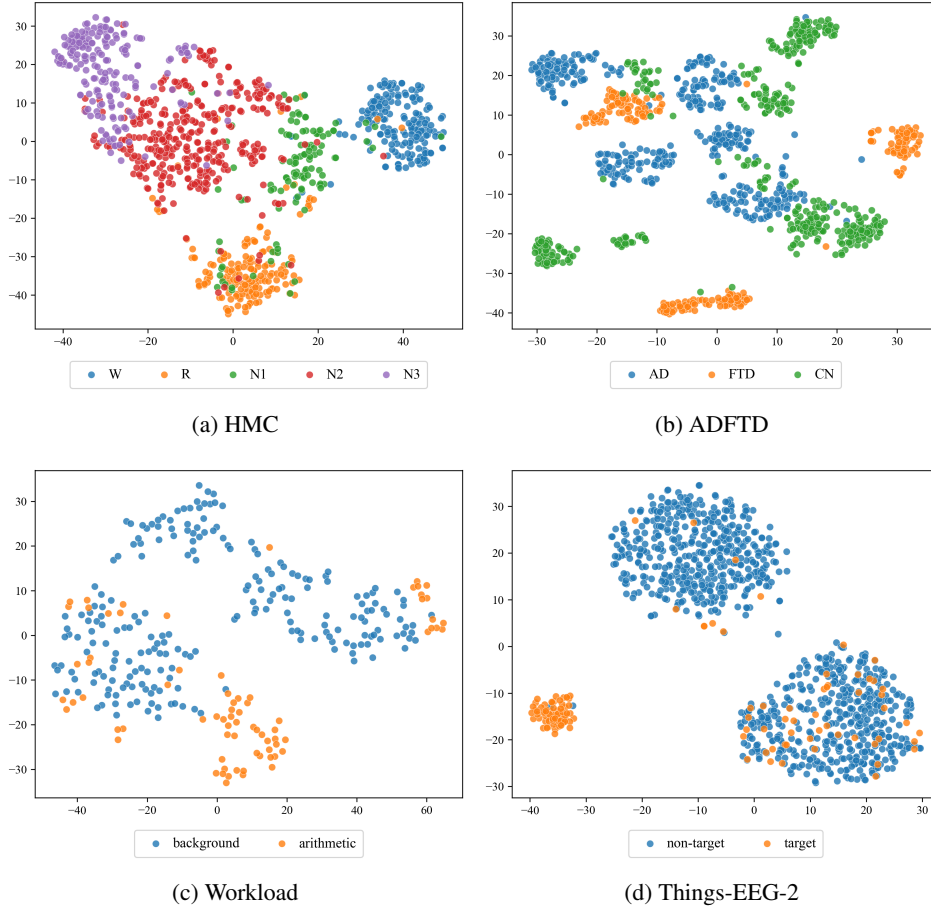 30
20
10
0
−10
−20
−30
−40
−40 −20 0 20 40
W R N1 N2 N3
(a) HMC
30
20
10
0
−10
−20
−30
−40
−30 −20 −10 0 10 20 30
AD FTD CN
(b) ADFTD
30
20
10
0
−10
−20
−30
−40 −20 0 20 40 60
background arithmetic
(c) Workload
30
20
10
0
−10
−20
−30
−40 −30 −20 −10 0 10 20 30
non-target target
(d) Things-EEG-2